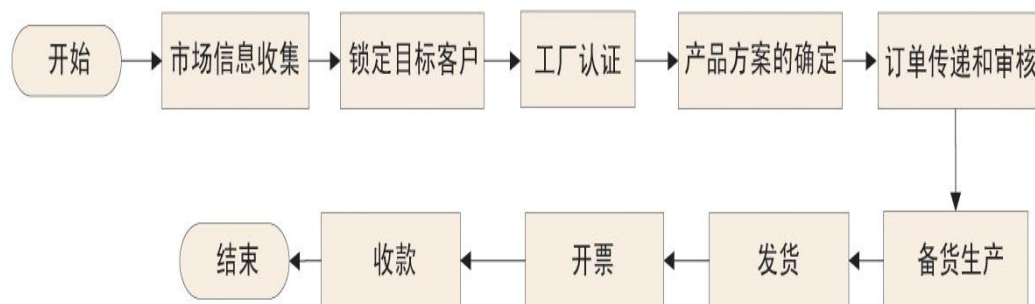 开始
市场信息收集
锁定目标客户
工厂认证
产品方案的确定
订单传递和审核
备货生产
发货
开票
收款
结束